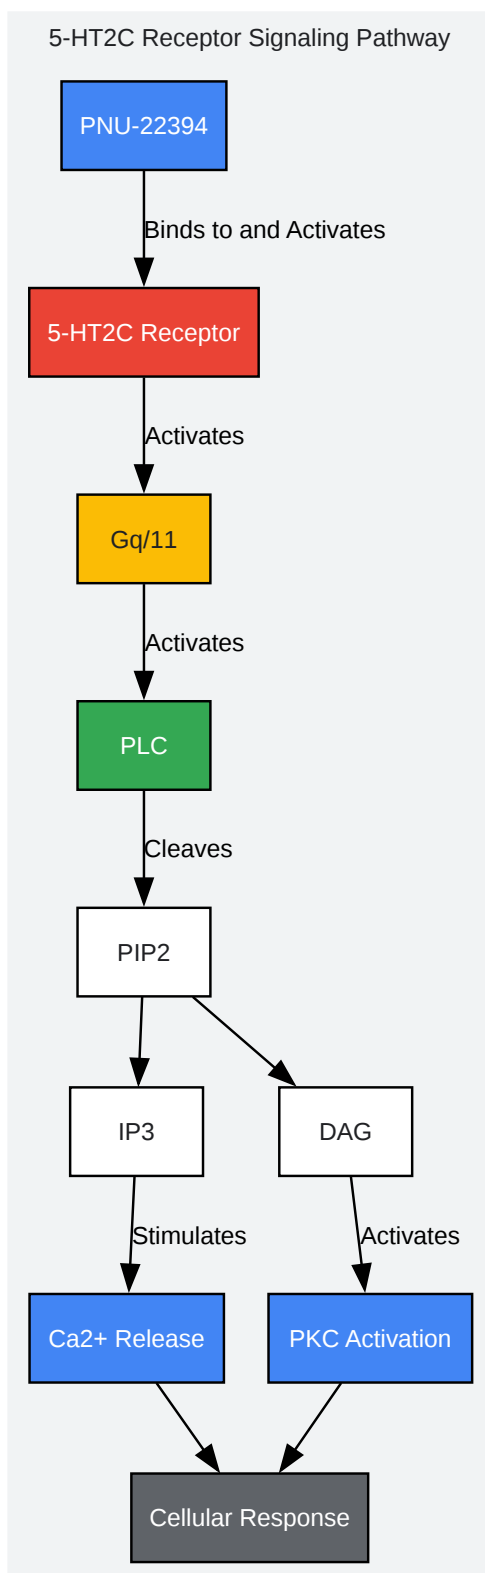 5-HT2C Receptor Signaling Pathway
PNU-22394
Binds to and Activates
5-HT2C Receptor
Activates
Gq/11
Activates
PLC
Cleaves
PIP2
IP3
DAG
Stimulates
Activates
Ca2+ Release
PKC Activation
Cellular Response